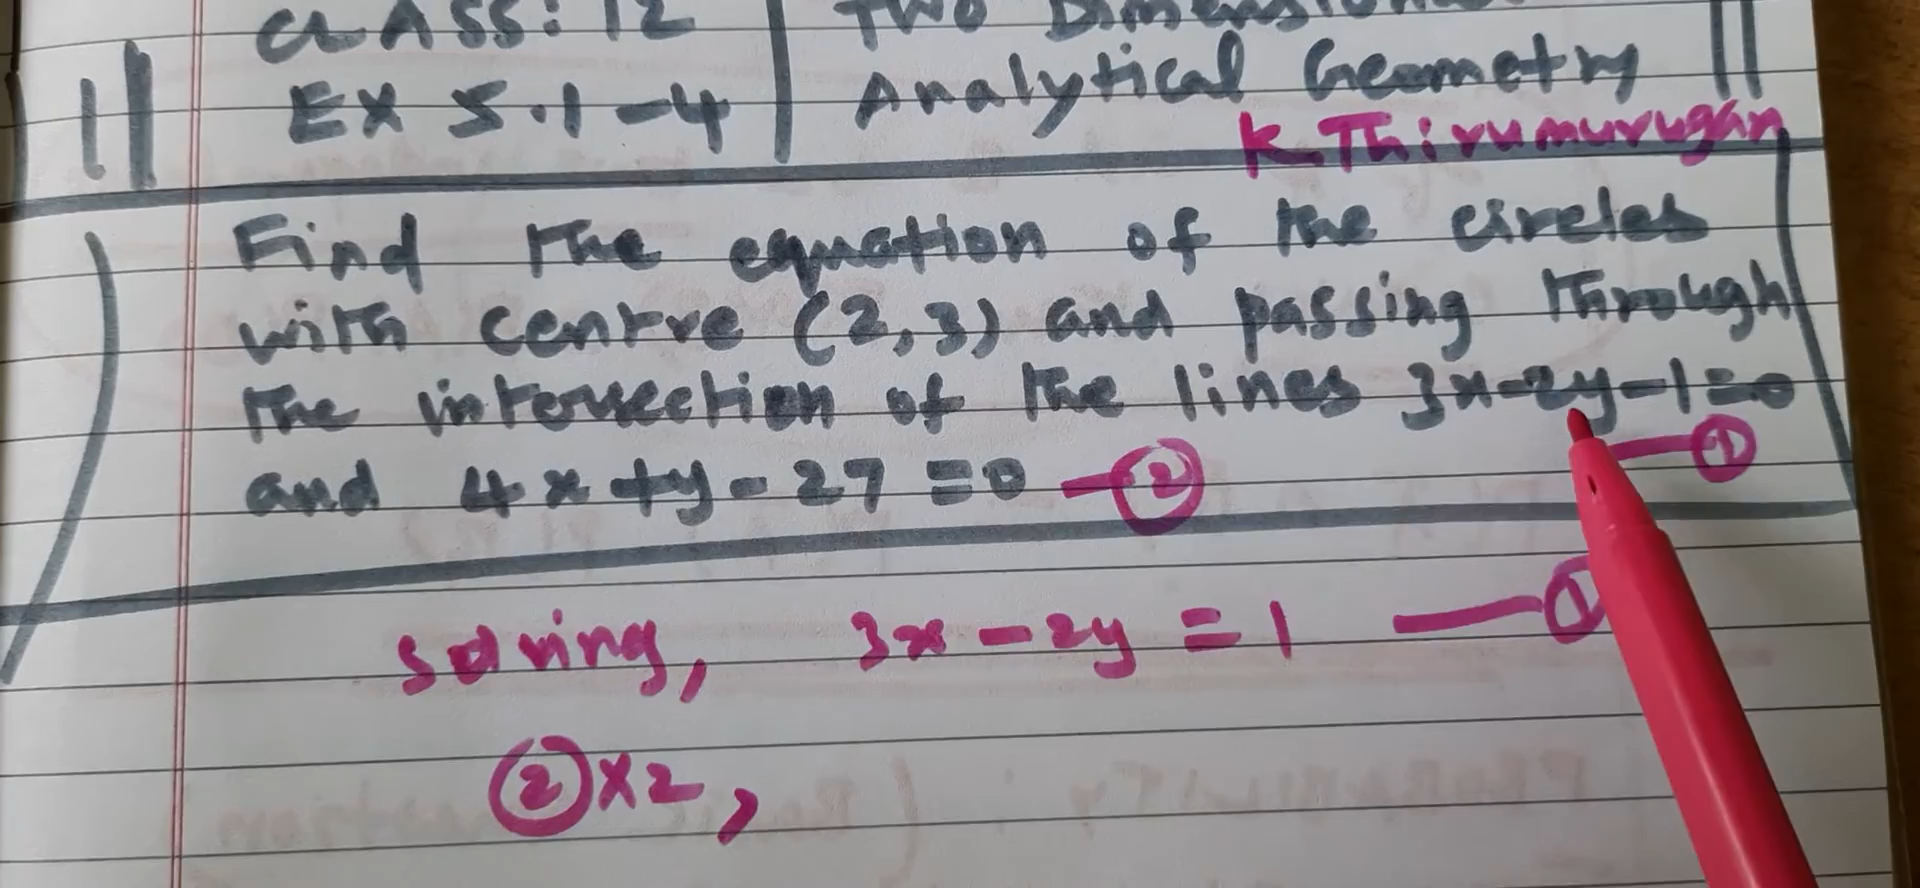 CLASS: 12
Two Dimensional
EX 5.1-4
Analytical Geometry
K. Thirumurugan
Find the equation of the circles
with centre (2,3) and passing through
the intersection of the lines 3x-2y-1=0
and 4x+y-27=0 — ② — ①
solving, 3x-2y=1 — ①
②×2,